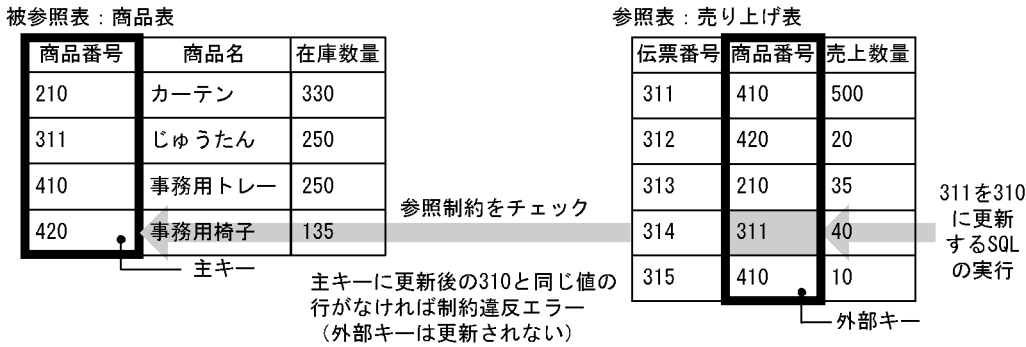 被参照表：商品表
商品番号 商品名 在庫数量
210 カーテン 330
311 じゅうたん 250
410 事務用トレー 250
420 事務用椅子 135
主キー
参照制約をチェック
主キーに更新後の310と同じ値の
行がなければ制約違反エラー
（外部キーは更新されない）
参照表：売り上げ表
伝票番号 商品番号 売上数量
311 410 500
312 420 20
313 210 35
314 311 40
315 410 10
外部キー
311を310
に更新
するSQL
の実行